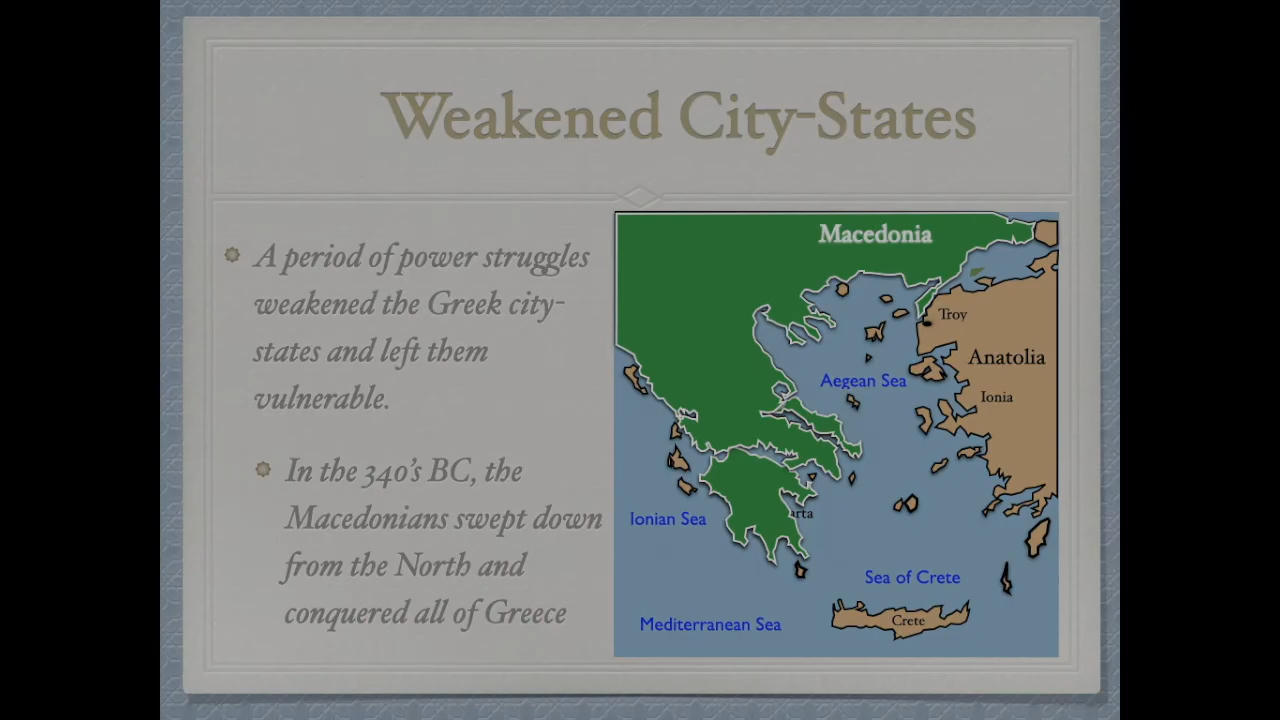 Weakened City-States
A period of power struggles
weakened the Greek city-
states and left them
vulnerable.
In the 340's BC, the
Macedonians swept down
from the North and
conquered all of Greece
Macedonia
Troy
Anatolia
Aegean Sea
Ionia
arta
Ionian Sea
Sea of Crete
Crete
Mediterranean Sea